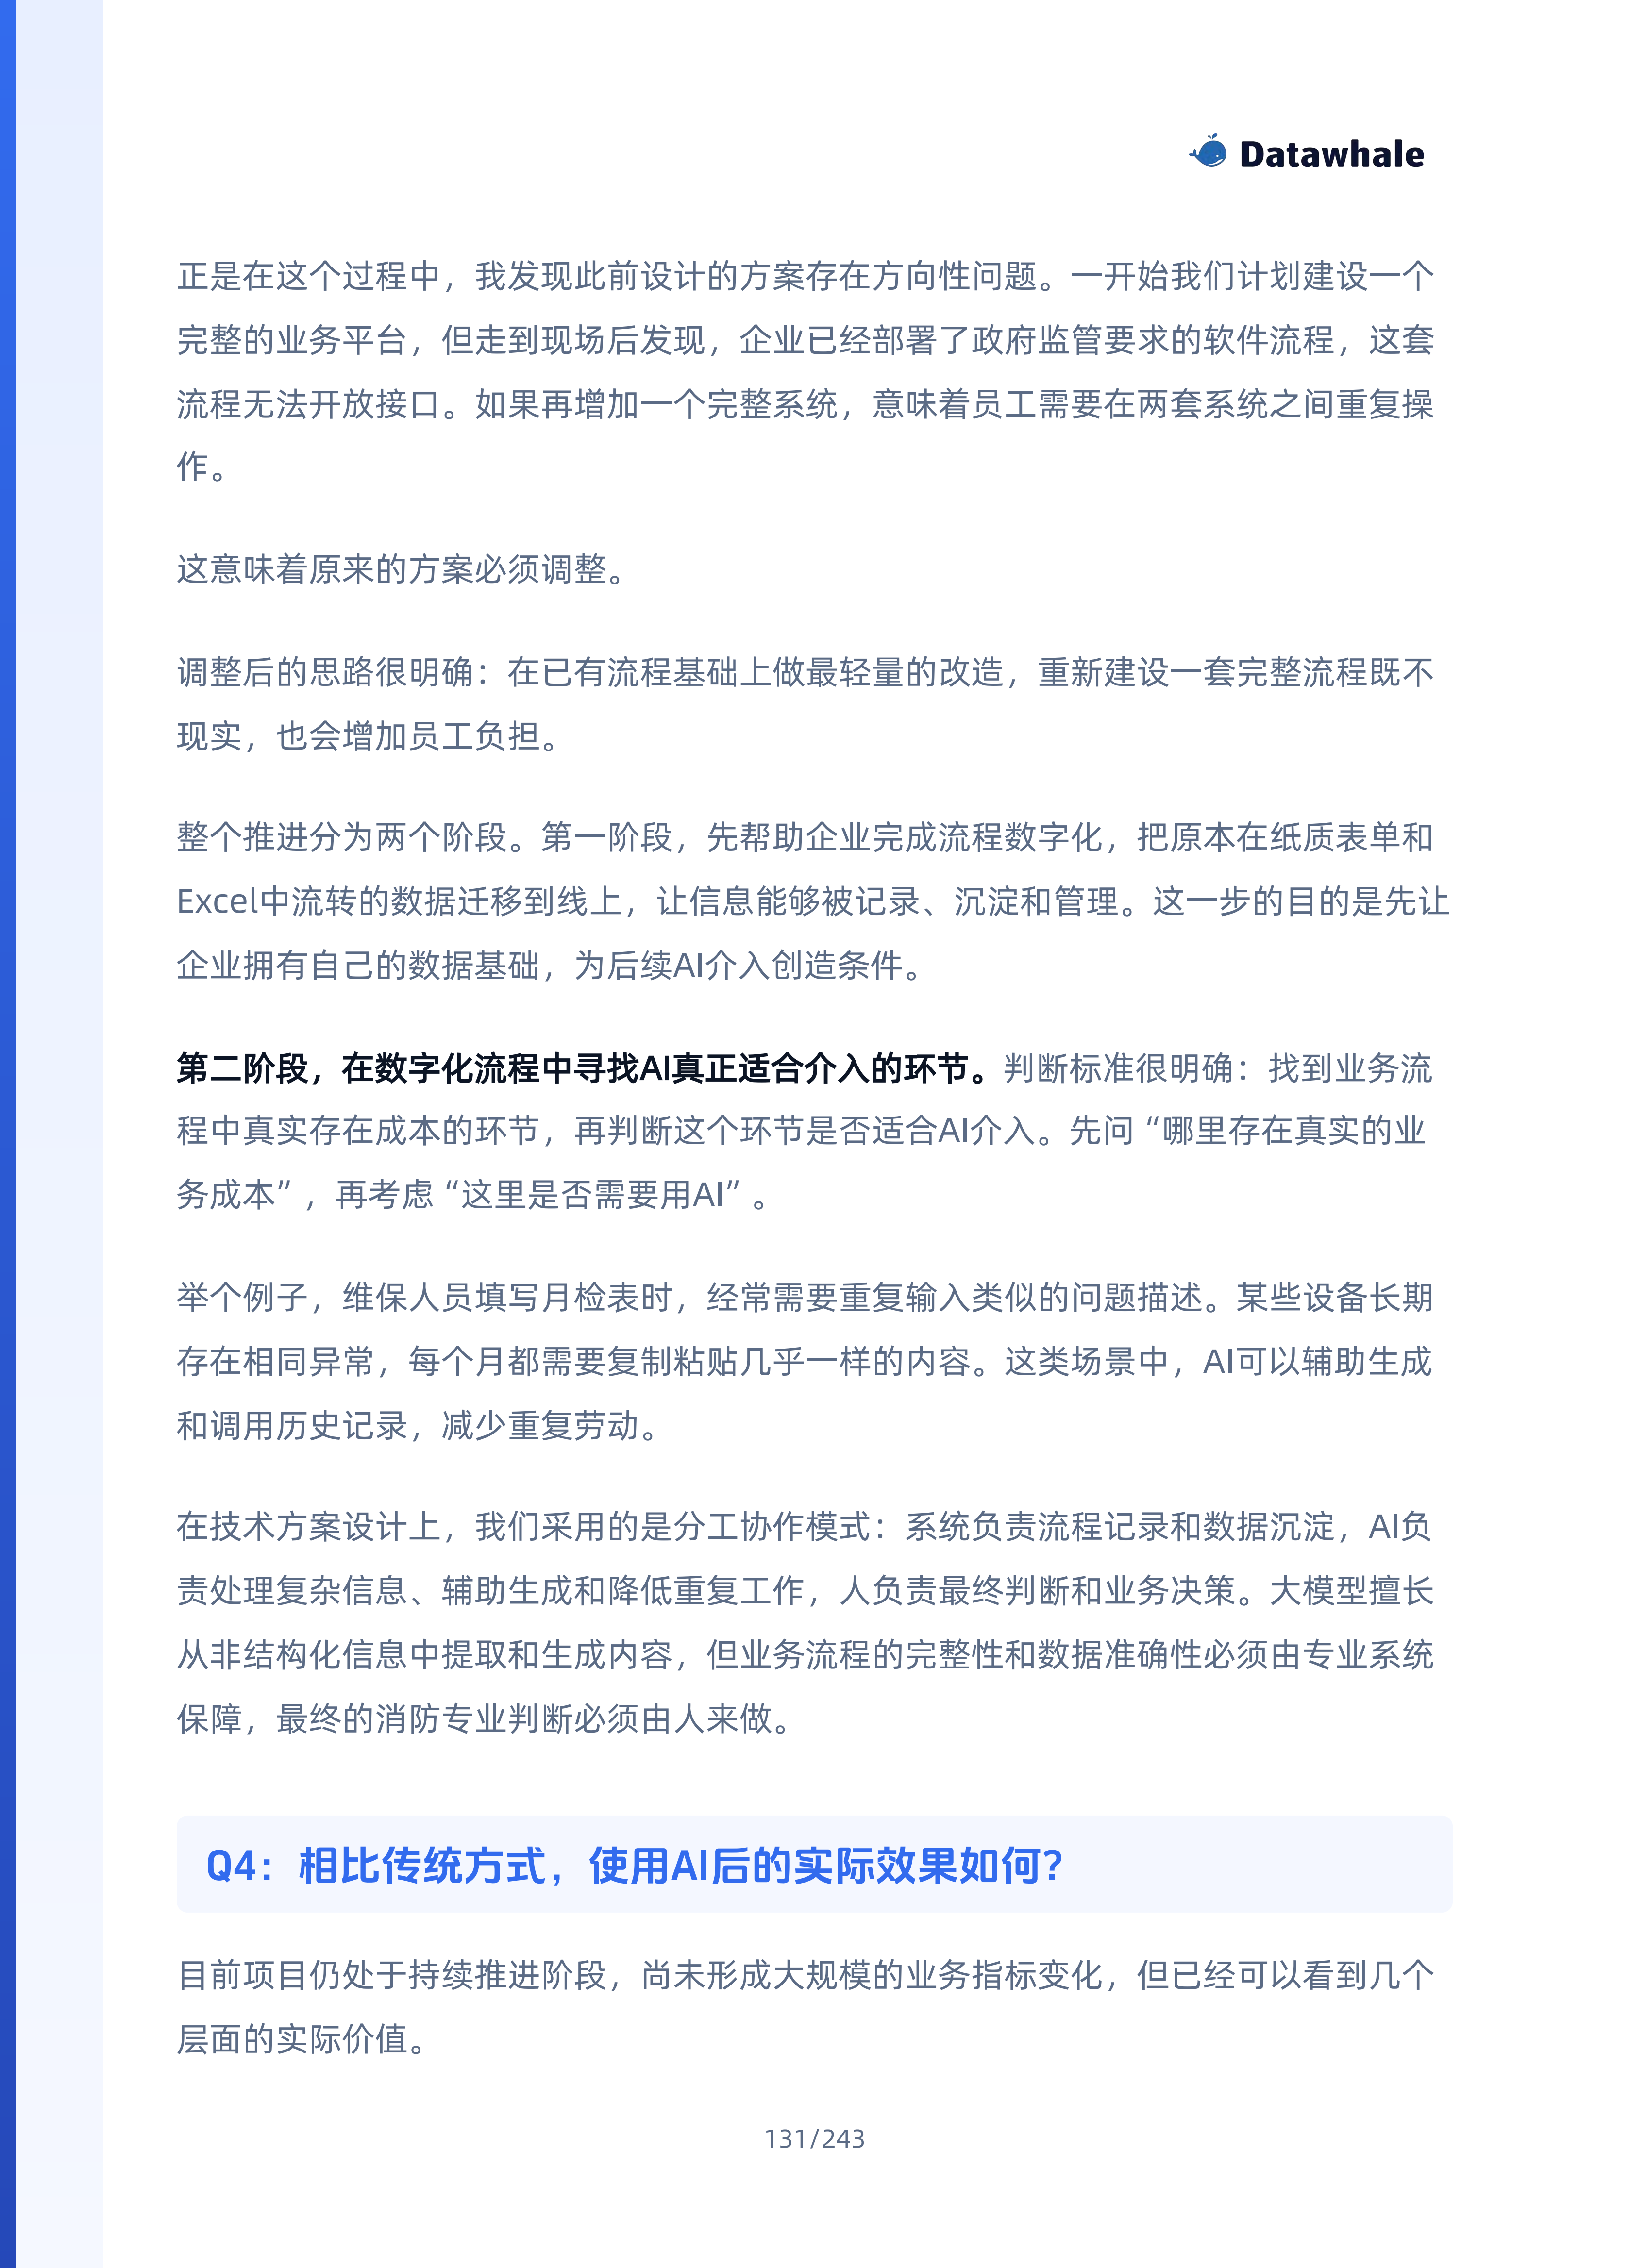 Datawhale
正是在这个过程中，我发现此前设计的方案存在方向性问题。一开始我们计划建设一个
完整的业务平台，但走到现场后发现，企业已经部署了政府监管要求的软件流程，这套
流程无法开放接口。如果再增加一个完整系统，意味着员工需要在两套系统之间重复操
作。
这意味着原来的方案必须调整。
调整后的思路很明确：在已有流程基础上做最轻量的改造，重新建设一套完整流程既不
现实，也会增加员工负担。
整个推进分为两个阶段。第一阶段，先帮助企业完成流程数字化，把原本在纸质表单和
Excel中流转的数据迁移到线上，让信息能够被记录、沉淀和管理。这一步的目的是先让
企业拥有自己的数据基础，为后续AI介入创造条件。
第二阶段，在数字化流程中寻找AI真正适合介入的环节。判断标准很明确：找到业务流
程中真实存在成本的环节，再判断这个环节是否适合AI介入。先问“哪里存在真实的业
务成本”，再考虑“这里是否需要用AI”。
举个例子，维保人员填写月检表时，经常需要重复输入类似的问题描述。某些设备长期
存在相同异常，每个月都需要复制粘贴几乎一样的内容。这类场景中，AI可以辅助生成
和调用历史记录，减少重复劳动。
在技术方案设计上，我们采用的是分工协作模式：系统负责流程记录和数据沉淀，AI负
责处理复杂信息、辅助生成和降低重复工作，人负责最终判断和业务决策。大模型擅长
从非结构化信息中提取和生成内容，但业务流程的完整性和数据准确性必须由专业系统
保障，最终的消防专业判断必须由人来做。
Q4：相比传统方式，使用AI后的实际效果如何？
目前项目仍处于持续推进阶段，尚未形成大规模的业务指标变化，但已经可以看到几个
层面的实际价值。
131/243